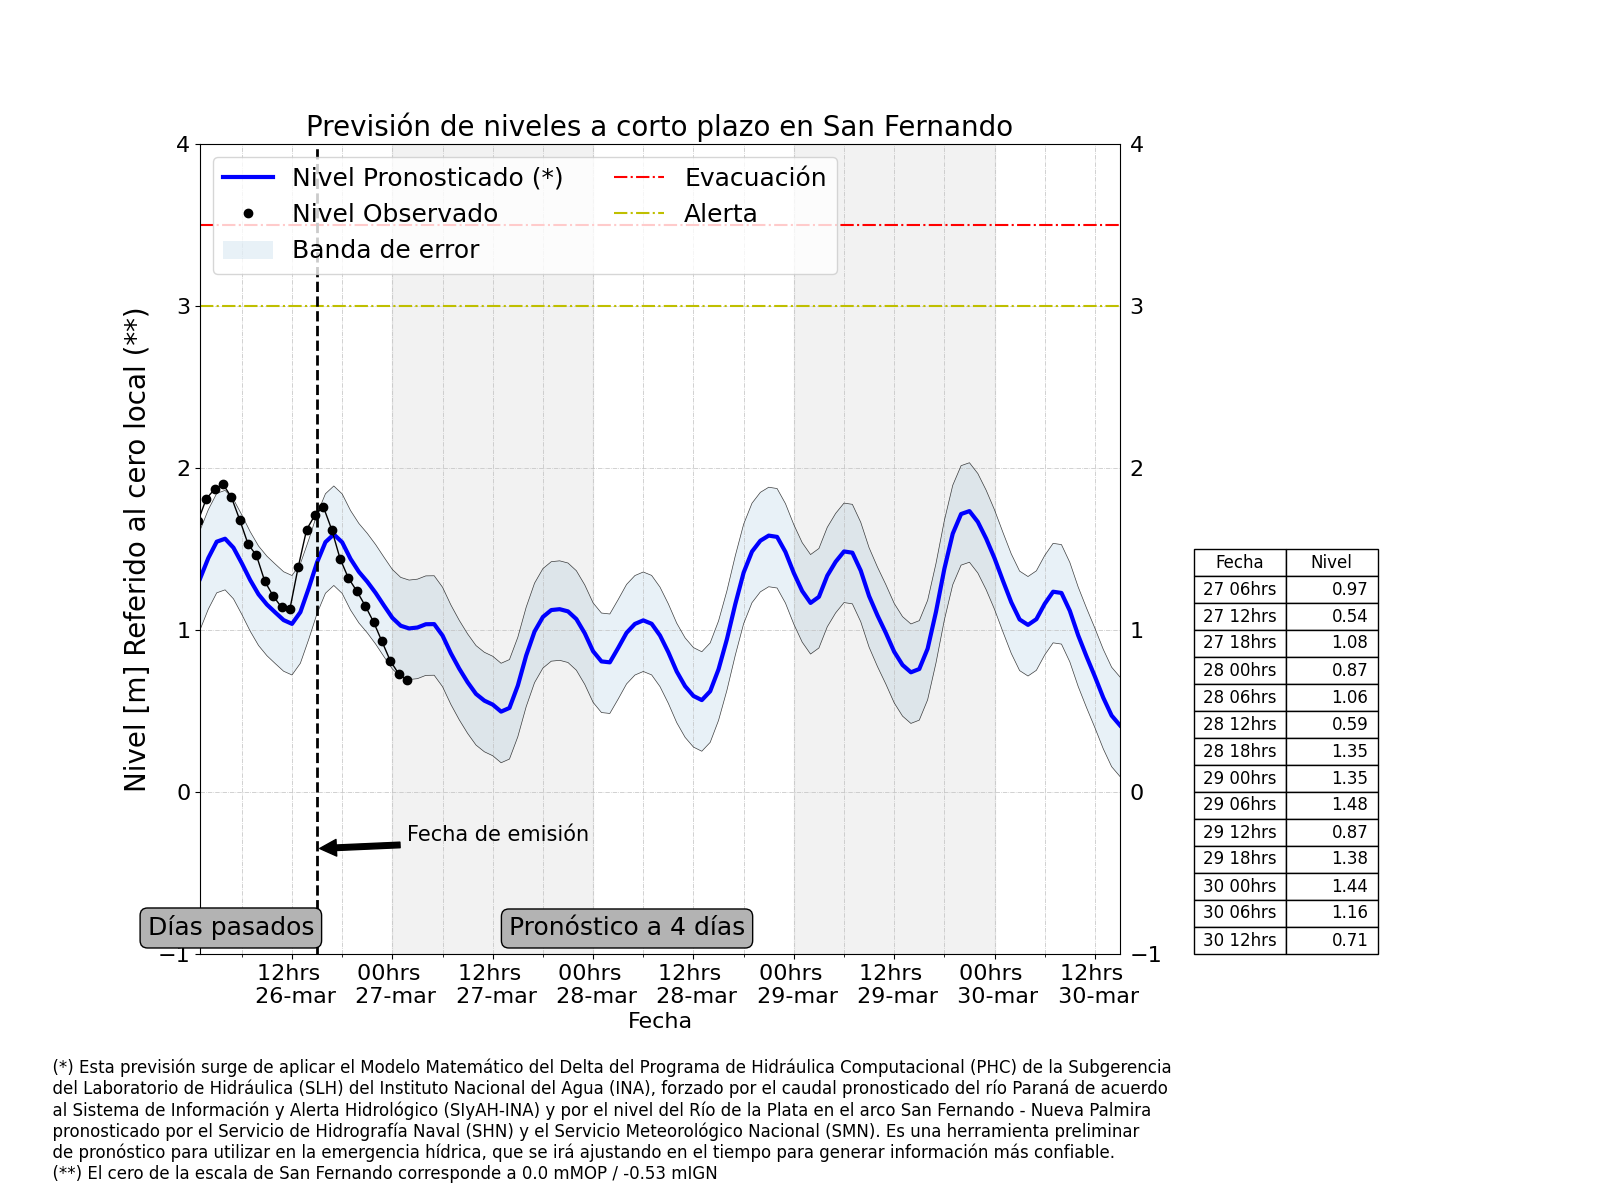 Previsión de niveles a corto plazo en San Fernando
4
4
Nivel Pronosticado (*)
Evacuación
Nivel Observado
Alerta
Banda de error
3
3
Nivel [m] Referido al cero local (**)
2
2
1
1
0
0
Fecha de emisión
Días pasados
Pronóstico a 4 días
−1
−1
12hrs 00hrs 12hrs 00hrs 12hrs 00hrs 12hrs 00hrs 12hrs
26-mar 27-mar 27-mar 28-mar 28-mar 29-mar 29-mar 30-mar 30-mar
Fecha
Fecha Nivel
27 06hrs 0.97
27 12hrs 0.54
27 18hrs 1.08
28 00hrs 0.87
28 06hrs 1.06
28 12hrs 0.59
28 18hrs 1.35
29 00hrs 1.35
29 06hrs 1.48
29 12hrs 0.87
29 18hrs 1.38
30 00hrs 1.44
30 06hrs 1.16
30 12hrs 0.71
(*) Esta previsión surge de aplicar el Modelo Matemático del Delta del Programa de Hidráulica Computacional (PHC) de la Subgerencia
del Laboratorio de Hidráulica (SLH) del Instituto Nacional del Agua (INA), forzado por el caudal pronosticado del río Paraná de acuerdo
al Sistema de Información y Alerta Hidrológico (SIyAH-INA) y por el nivel del Río de la Plata en el arco San Fernando - Nueva Palmira
pronosticado por el Servicio de Hidrografía Naval (SHN) y el Servicio Meteorológico Nacional (SMN). Es una herramienta preliminar
de pronóstico para utilizar en la emergencia hídrica, que se irá ajustando en el tiempo para generar información más confiable.
(**) El cero de la escala de San Fernando corresponde a 0.0 mMOP / -0.53 mIGN